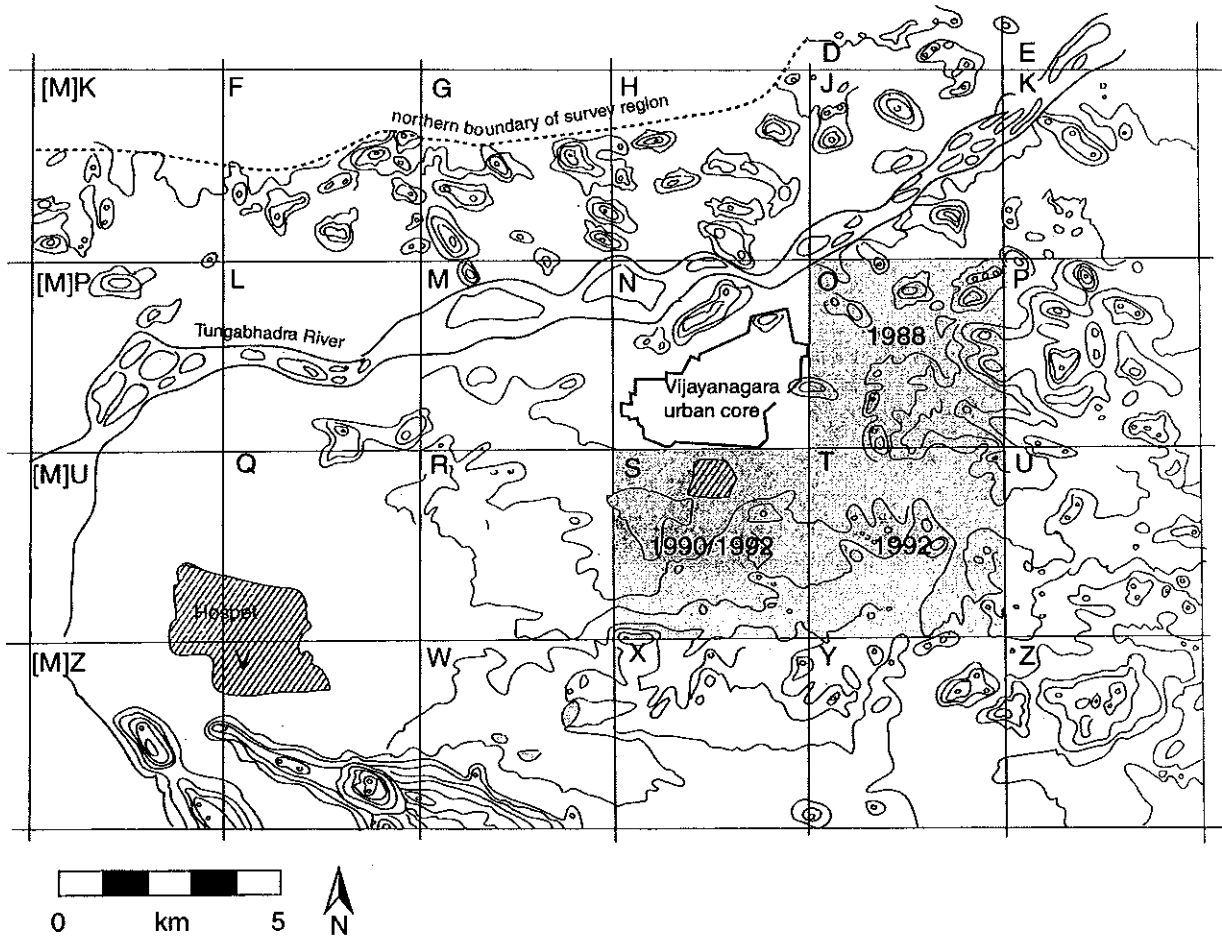 D
E
[M]K
F
G
H
J
K
northern boundary of survey region
[M]P
L
M
N
O
P
Tungabhadra River
1988
Vijayanagara
urban core
[M]U
Q
R
S
T
U
1990/1992
1992
Hospet
[M]Z
V
W
X
Y
Z
0 km 5
N